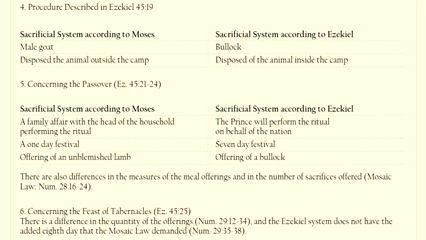 4. Procedure Described in Ezekiel 45:19
Sacrificial System according to Moses Sacrificial System according to Ezekiel
Male goat Bullock
Disposed the animal outside the camp Disposed of the animal inside the camp
5. Concerning the Passover (Ez. 45:21-24)
Sacrificial System according to Moses Sacrificial System according to Ezekiel
A family affair with the head of the household The Prince will perform the ritual
performing the ritual on behalf of the nation
A one day festival Seven day festival
Offering of an unblemished lamb Offering of a bullock
There are also differences in the measures of the meal offerings and in the number of sacrifices offered (Mosaic
Law: Num. 28:16-24).
6. Concerning the Feast of Tabernacles (Ez. 45:25)
There is a difference in the quantity of the offerings (Num. 29:12-34), and the Ezekiel system does not have the
added eighth day that the Mosaic Law demanded (Num. 29:35-38).